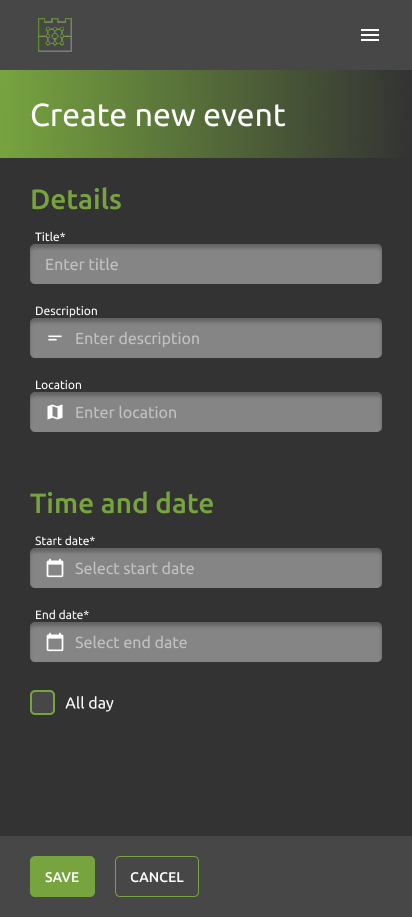 Create new event
Details
Title*
Enter title
Description
Enter description
Location
Enter location
Time and date
Start date*
Select start date
End date*
Select end date
All day
SAVE CANCEL